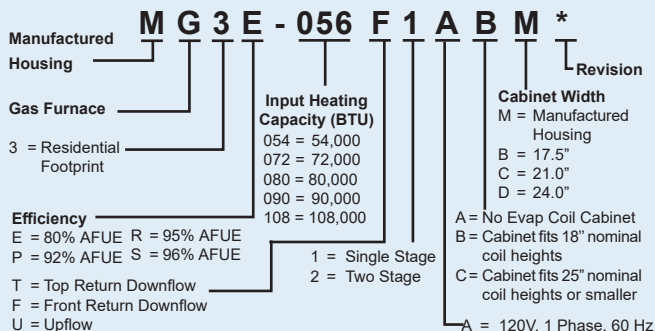 M G 3 E - 056 F 1 A B M *
Manufactured
Housing
Gas Furnace
3 = Residential
Footprint
Efficiency
E = 80% AFUE R = 95% AFUE
P = 92% AFUE S = 96% AFUE
T = Top Return Downflow
F = Front Return Downflow
U = Upflow
Input Heating
Capacity (BTU)
054 = 54,000
072 = 72,000
080 = 80,000
090 = 90,000
108 = 108,000
1 = Single Stage
2 = Two Stage
Revision
Cabinet Width
M = Manufactured
Housing
B = 17.5”
C = 21.0”
D = 24.0”
A = No Evap Coil Cabinet
B = Cabinet fits 18” nominal
coil heights
C = Cabinet fits 25” nominal
coil heights or smaller
A = 120V, 1 Phase, 60 Hz